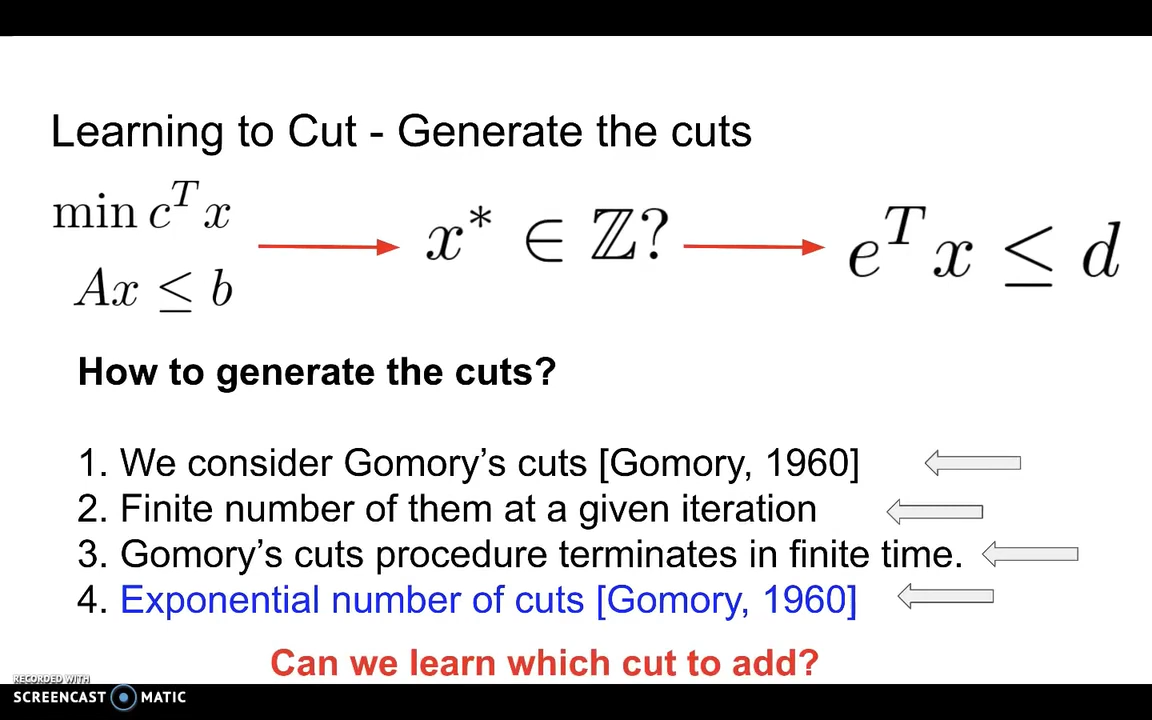 Learning to Cut - Generate the cuts
min c^T x
Ax ≤ b
x* ∈ ℤ?
e^T x ≤ d
How to generate the cuts?
1. We consider Gomory’s cuts [Gomory, 1960]
2. Finite number of them at a given iteration
3. Gomory’s cuts procedure terminates in finite time.
4. Exponential number of cuts [Gomory, 1960]
Can we learn which cut to add?
RECORDED WITH
SCREENCAST MATIC